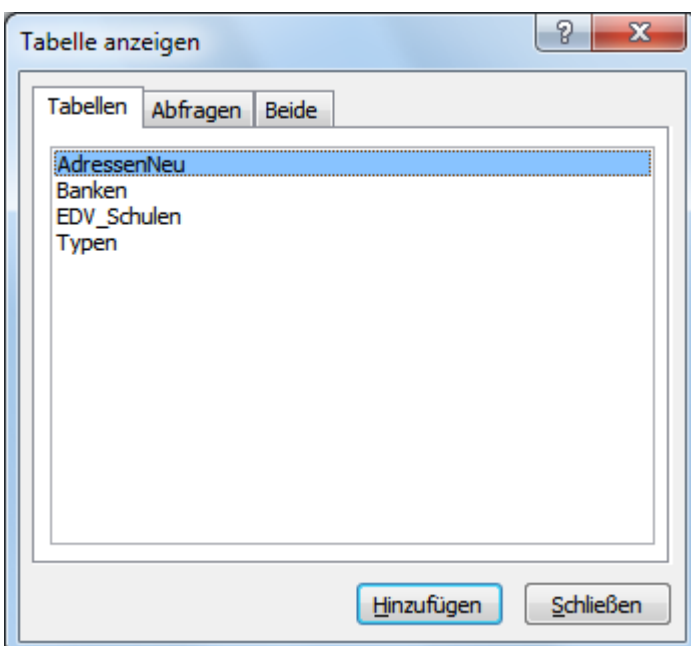 Tabelle anzeigen
Tabellen Abfragen Beide
AdressenNeu
Banken
EDV_Schulen
Typen
Hinzufügen Schließen